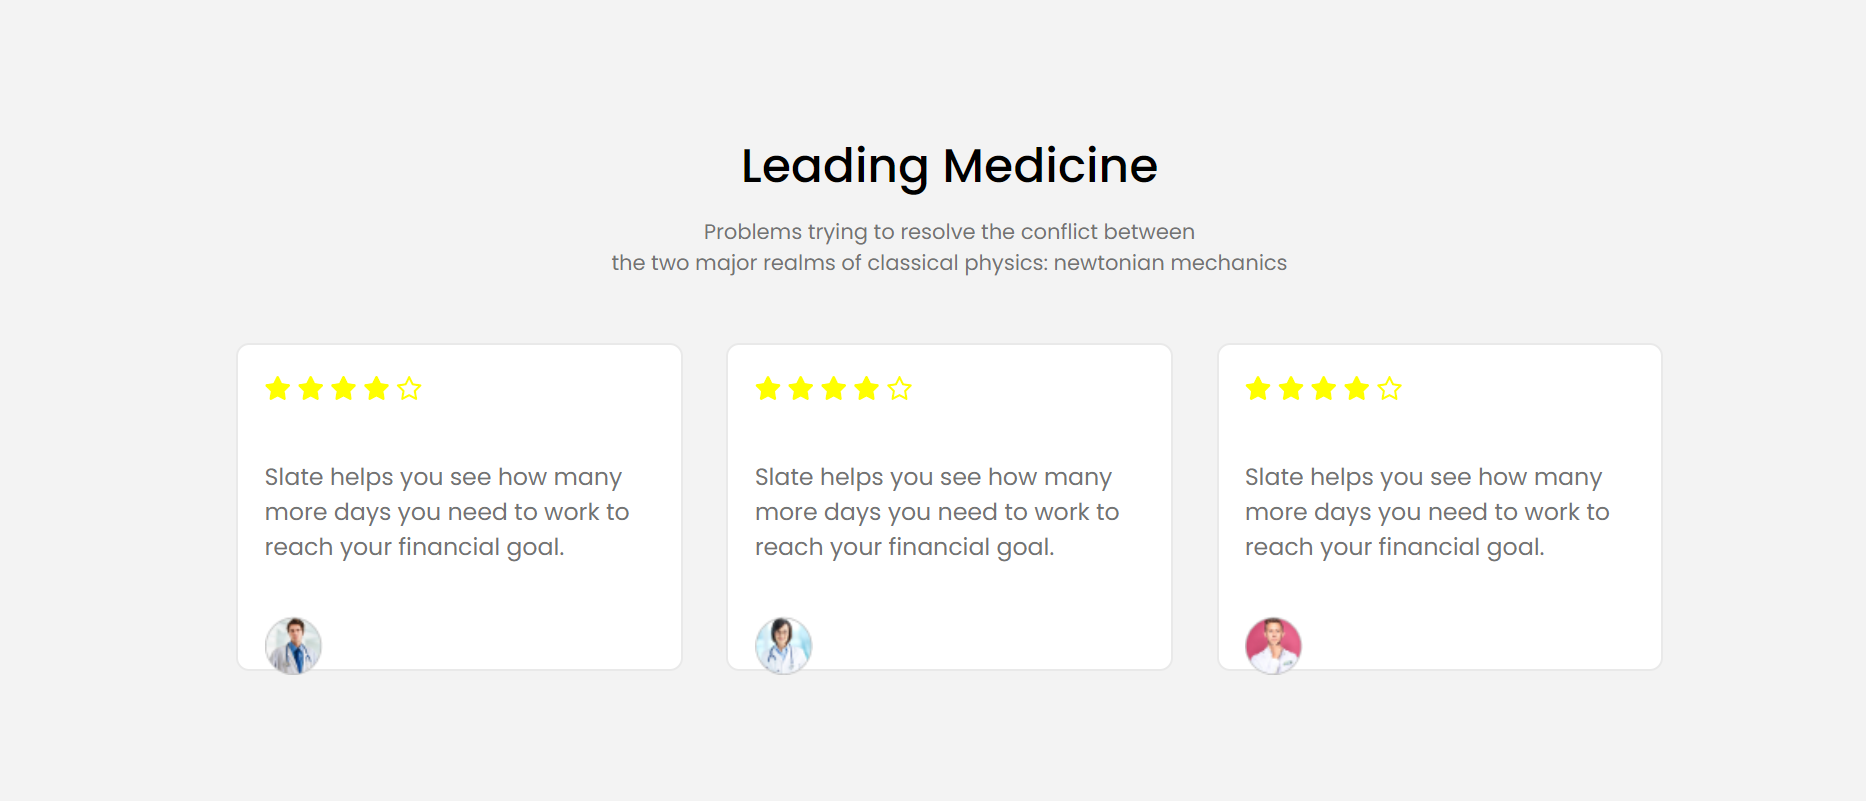 Leading Medicine
Problems trying to resolve the conflict between
the two major realms of classical physics: newtonian mechanics
Slate helps you see how many
more days you need to work to
reach your financial goal.
Slate helps you see how many
more days you need to work to
reach your financial goal.
Slate helps you see how many
more days you need to work to
reach your financial goal.